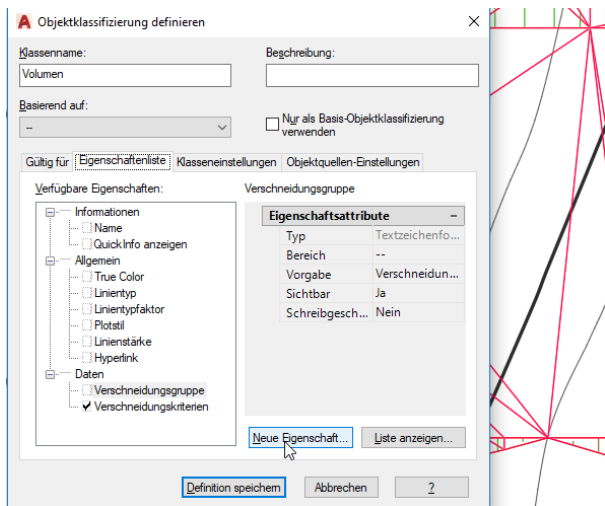 Objektklassifizierung definieren
Klassenname:
Beschreibung:
Volumen
Basierend auf:
--
Nur als Basis-Objektklassifizierung
verwenden
Gültig für Eigenschaftenliste Klasseneinstellungen Objektquellen-Einstellungen
Verfügbare Eigenschaften:
Verschneidungsgruppe
Informationen
Name
QuickInfo anzeigen
Allgemein
True Color
Linientyp
Linientypfaktor
Plotstil
Linienstärke
Hyperlink
Daten
Verschneidungsgruppe
Verschneidungskriterien
Eigenschaftsattribute
Typ Textzeichenfo...
Bereich --
Vorgabe Verschneidun...
Sichtbar Ja
Schreibgesch... Nein
Neue Eigenschaft... Liste anzeigen...
Definition speichern Abbrechen ?